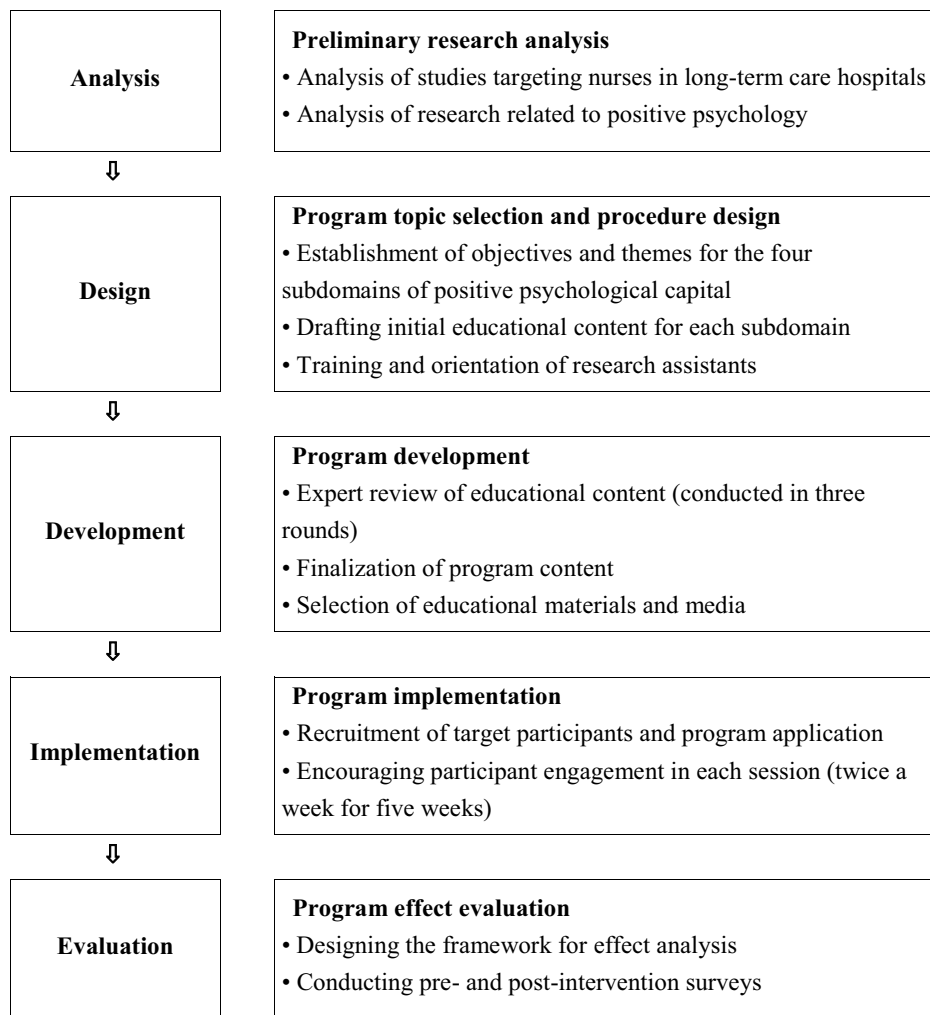 Analysis
Preliminary research analysis
• Analysis of studies targeting nurses in long-term care hospitals
• Analysis of research related to positive psychology
⇩
Design
Program topic selection and procedure design
• Establishment of objectives and themes for the four
subdomains of positive psychological capital
• Drafting initial educational content for each subdomain
• Training and orientation of research assistants
⇩
Development
Program development
• Expert review of educational content (conducted in three
rounds)
• Finalization of program content
• Selection of educational materials and media
⇩
Implementation
Program implementation
• Recruitment of target participants and program application
• Encouraging participant engagement in each session (twice a
week for five weeks)
⇩
Evaluation
Program effect evaluation
• Designing the framework for effect analysis
• Conducting pre- and post-intervention surveys